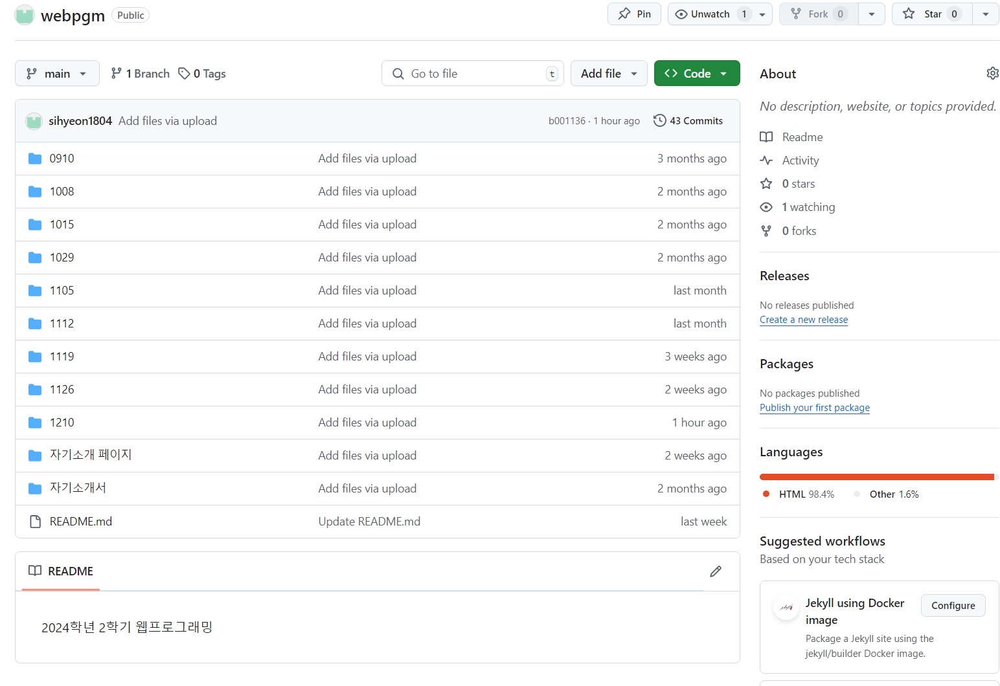 webpgm Public Pin Unwatch 1 Fork 0 Star 0
main 1 Branch 0 Tags Go to file t Add file Code
sihyeon1804 Add files via upload b001136 · 1 hour ago 43 Commits
0910 Add files via upload 3 months ago
1008 Add files via upload 2 months ago
1015 Add files via upload 2 months ago
1029 Add files via upload 2 months ago
1105 Add files via upload last month
1112 Add files via upload last month
1119 Add files via upload 3 weeks ago
1126 Add files via upload 2 weeks ago
1210 Add files via upload 1 hour ago
자기소개 페이지 Add files via upload 2 weeks ago
자기소개서 Add files via upload 2 months ago
README.md Update README.md last week
README
2024학년 2학기 웹프로그래밍
About
No description, website, or topics provided.
Readme
Activity
0 stars
1 watching
0 forks
Releases
No releases published
Create a new release
Packages
No packages published
Publish your first package
Languages
HTML 98.4% Other 1.6%
Suggested workflows
Based on your tech stack
jekyll
Jekyll using Docker
image
Configure
Package a Jekyll site using the
jekyll/builder Docker image.